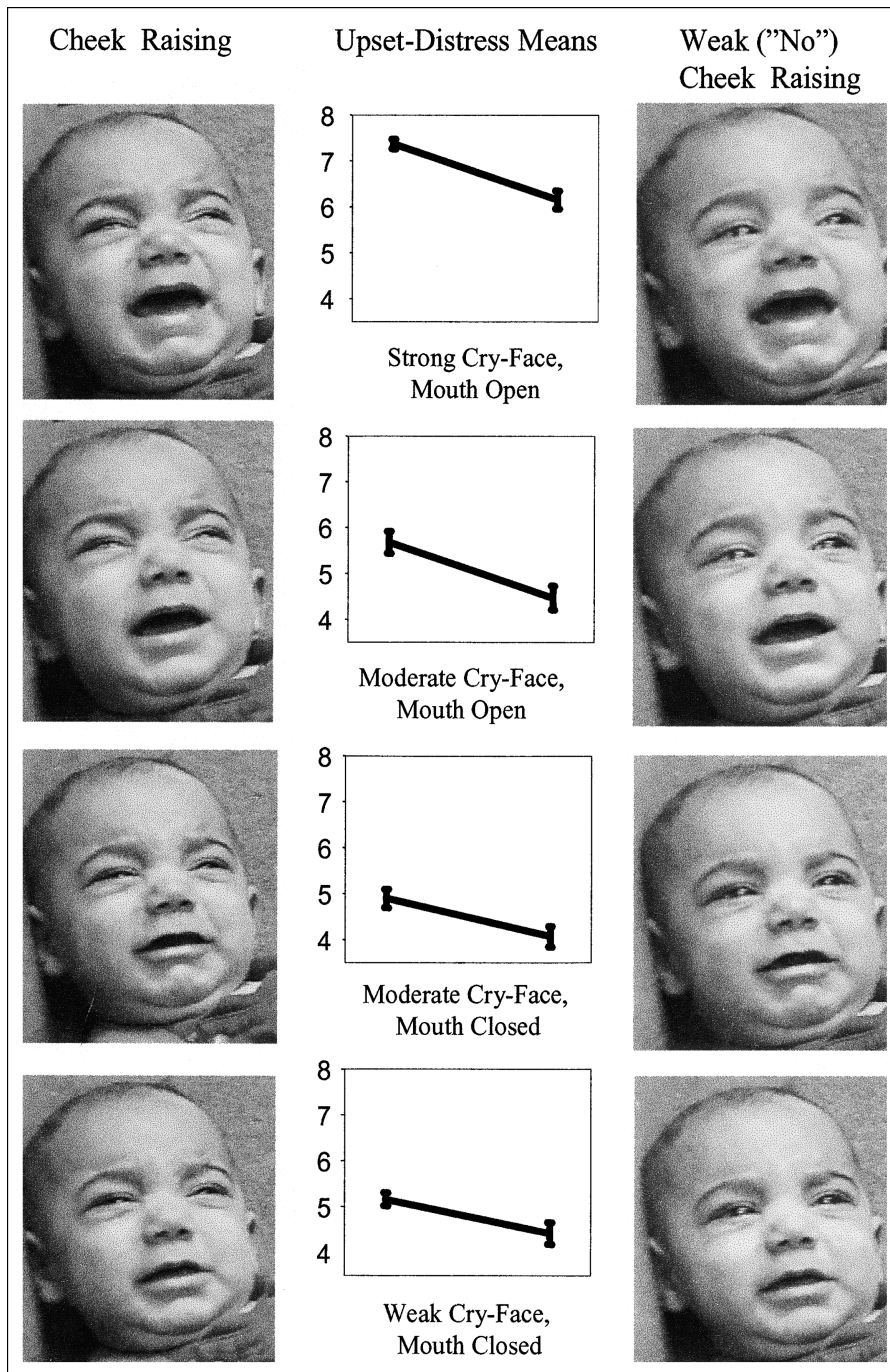 Cheek Raising
Upset-Distress Means
Weak ("No")
Cheek Raising
8
7
6
5
4
Strong Cry-Face,
Mouth Open
8
7
6
5
4
Moderate Cry-Face,
Mouth Open
8
7
6
5
4
Moderate Cry-Face,
Mouth Closed
8
7
6
5
4
Weak Cry-Face,
Mouth Closed